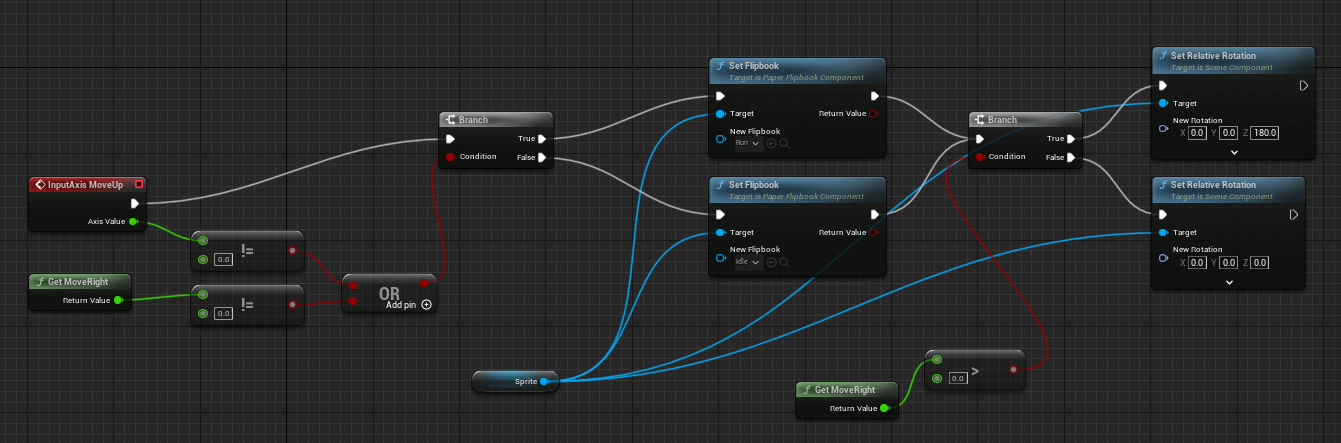 InputAxis MoveUp
Axis Value
Get MoveRight
Return Value
0.0
!=
0.0
!=
OR
Add pin
Branch
True
Condition
False
Sprite
Set Flipbook
Target is Paper Flipbook Component
Target
Return Value
New Flipbook
Run
Set Flipbook
Target is Paper Flipbook Component
Target
Return Value
New Flipbook
Idle
Get MoveRight
Return Value
0.0
>
Branch
True
Condition
False
Set Relative Rotation
Target is Scene Component
Target
New Rotation
X 0.0 Y 0.0 Z 180.0
Set Relative Rotation
Target is Scene Component
Target
New Rotation
X 0.0 Y 0.0 Z 0.0